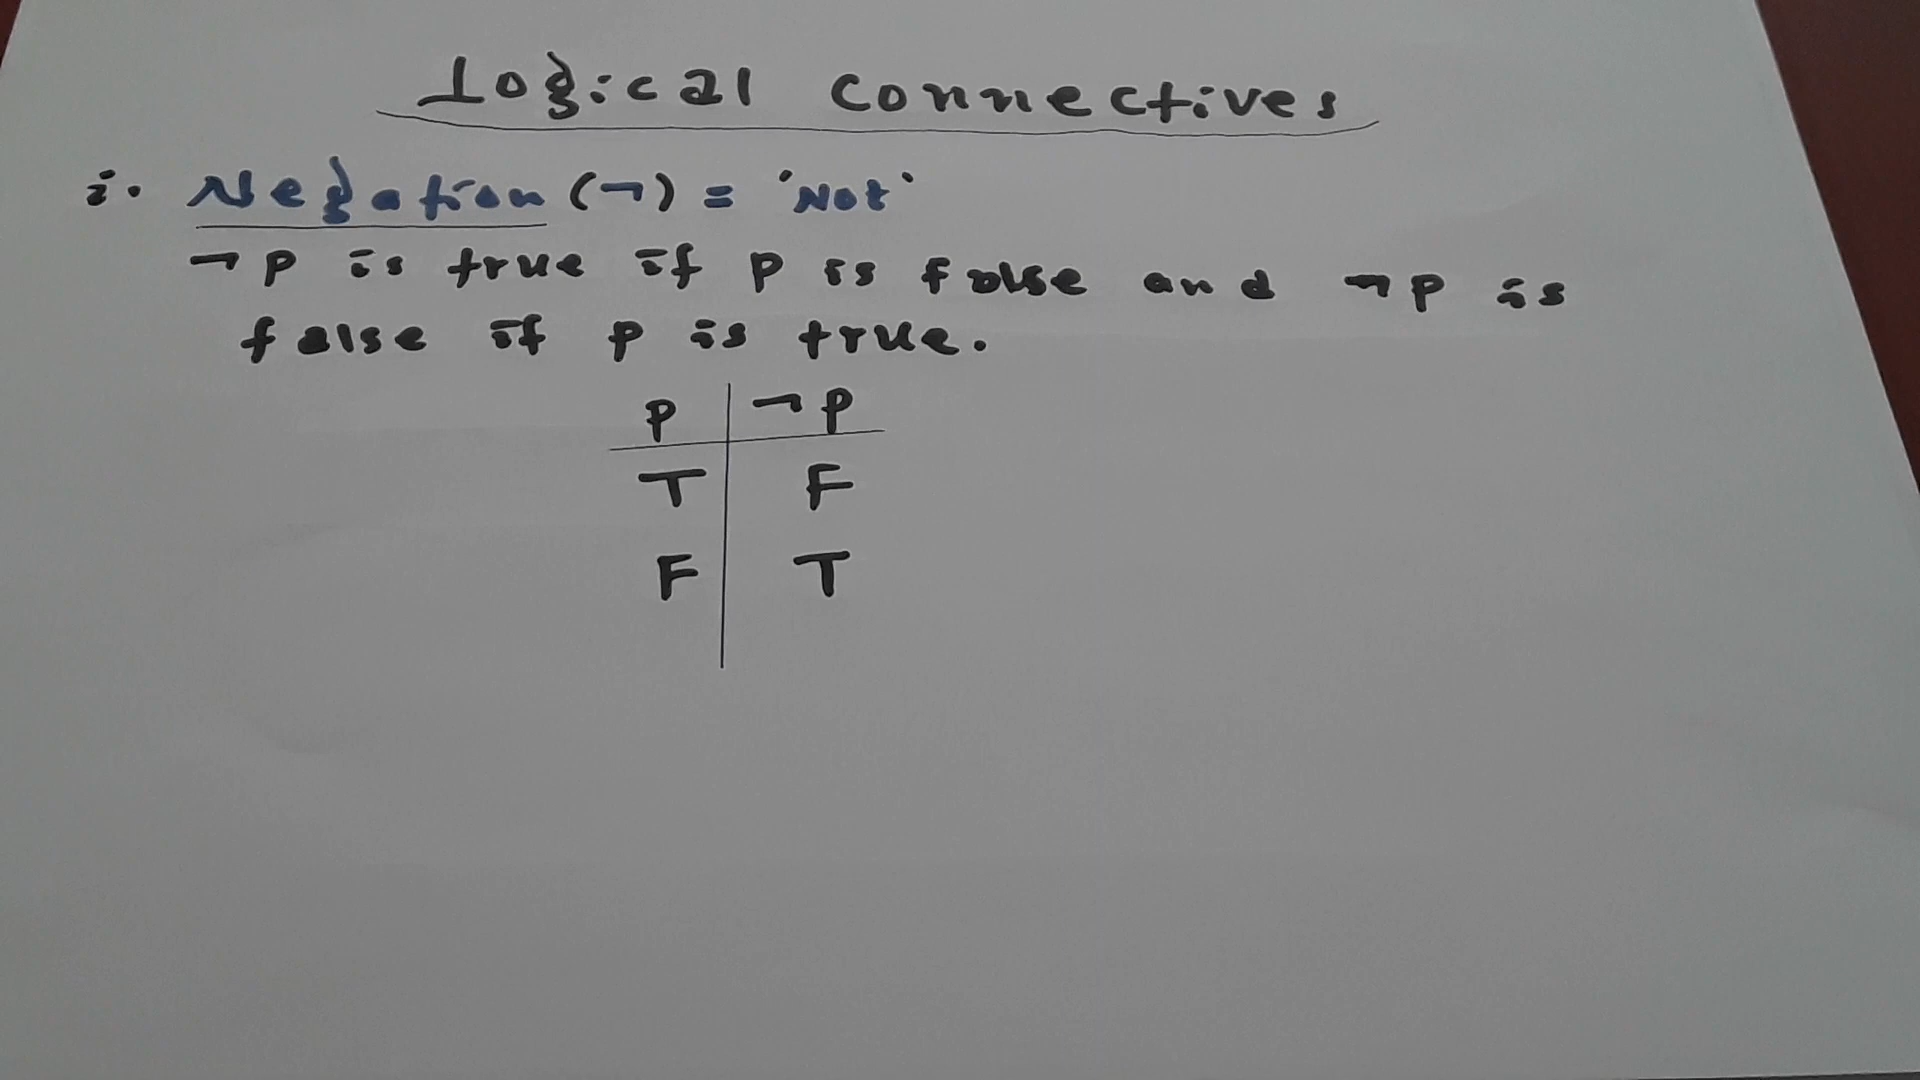 Logical Connectives
i. Negation (¬) = 'Not'
¬P is true if P is false and ¬P is
false if P is true.
P ¬P
T F
F T